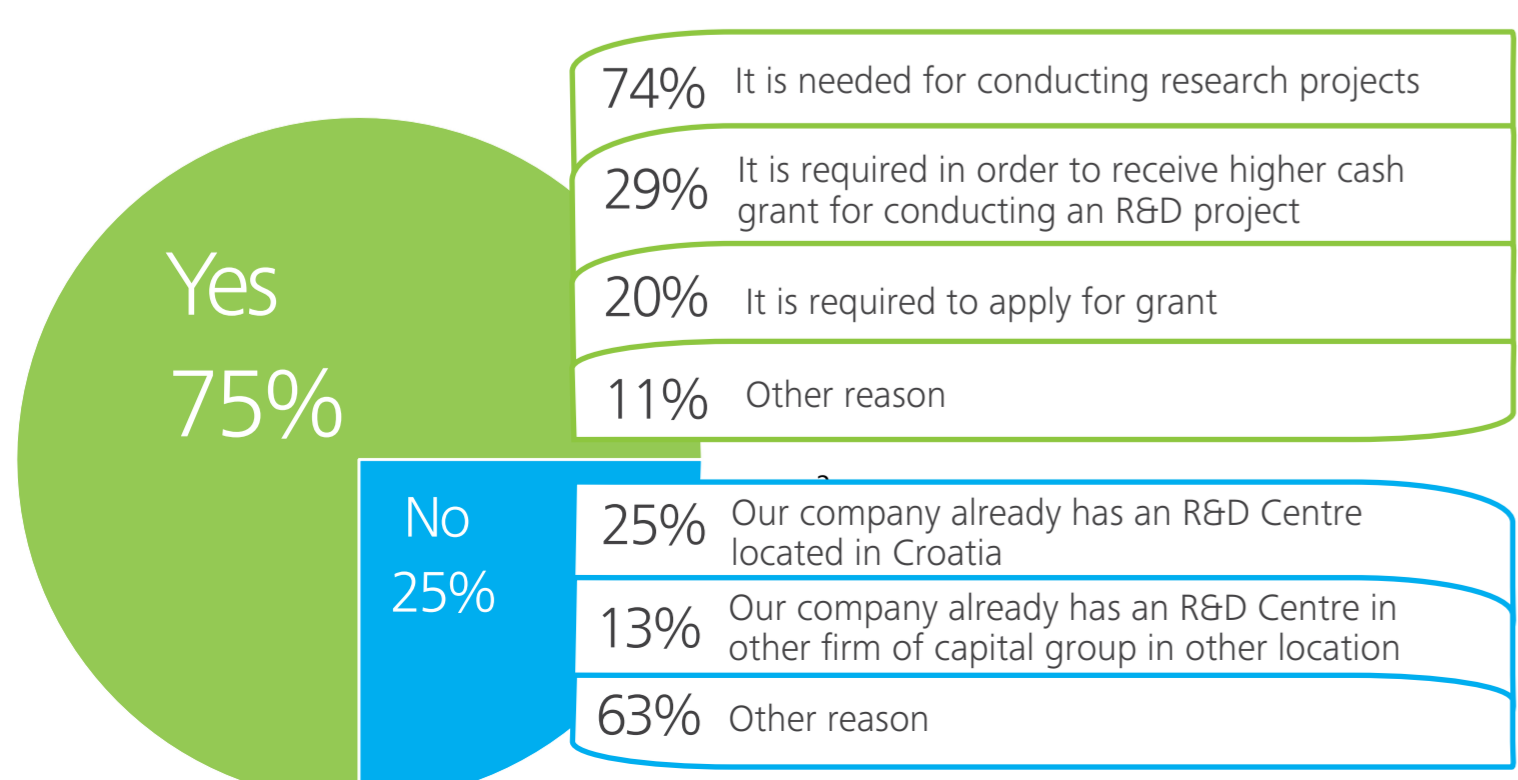 Yes
75%
74% It is needed for conducting research projects
29% It is required in order to receive higher cash
grant for conducting an R&D project
20% It is required to apply for grant
11% Other reason
No
25%
25% Our company already has an R&D Centre
located in Croatia
13% Our company already has an R&D Centre in
other firm of capital group in other location
63% Other reason